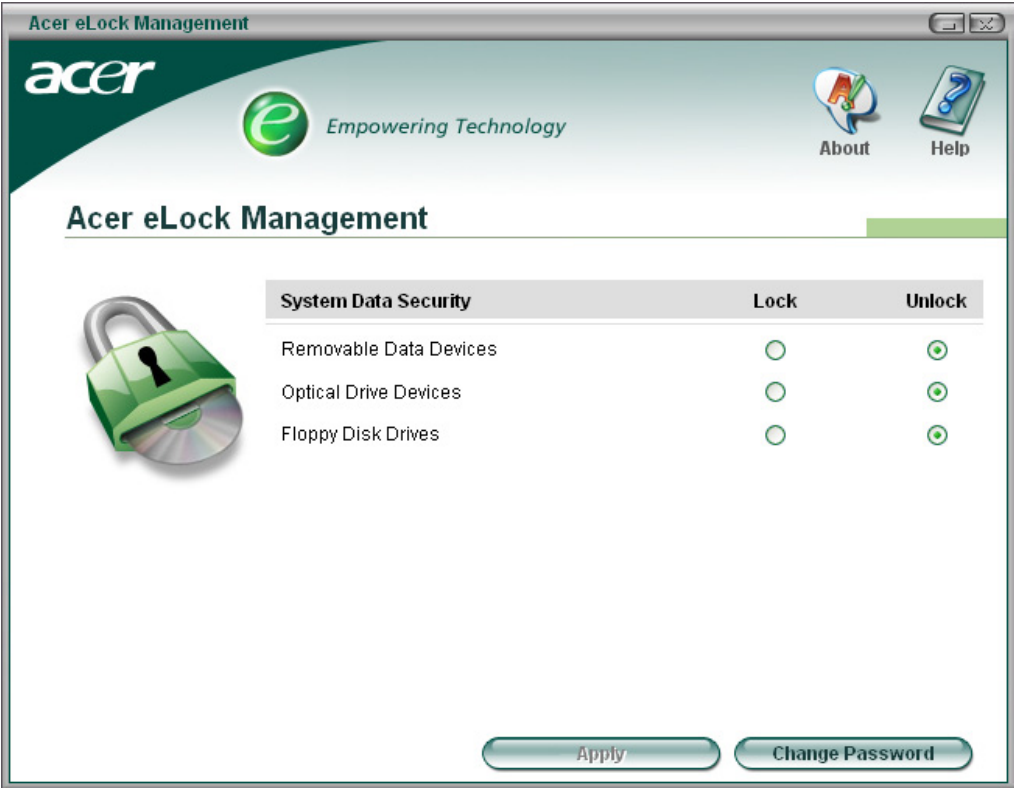 Acer eLock Management
acer
e Empowering Technology
About Help
Acer eLock Management
System Data Security Lock Unlock
Removable Data Devices
Optical Drive Devices
Floppy Disk Drives
Apply Change Password